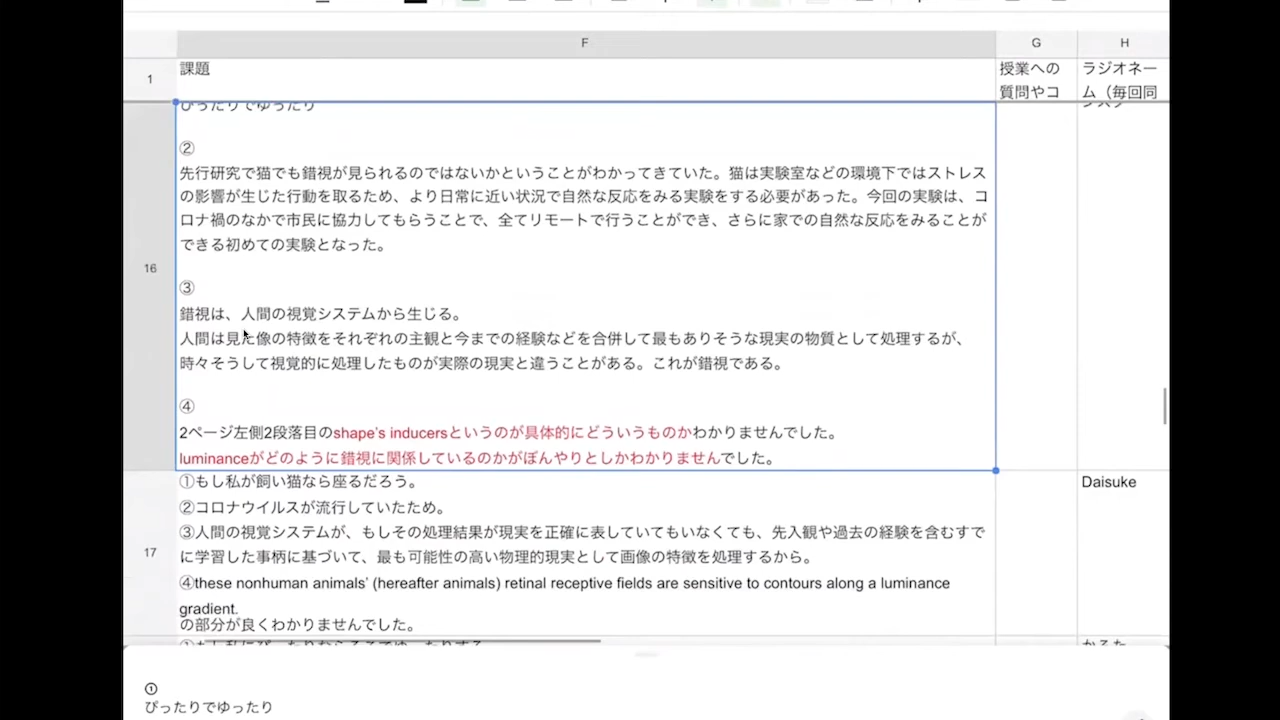 F
G
H
1
課題
授業への
質問やコ
ラジオネー
ム（毎回同
ぴったりでゆったり
16
②
先行研究で猫でも錯視が見られるのではないかということがわかってきていた。猫は実験室などの環境下ではストレス
の影響が生じた行動を取るため、より日常に近い状況で自然な反応をみる実験をする必要があった。今回の実験は、コ
ロナ禍のなかで市民に協力してもらうことで、全てリモートで行うことができ、さらに家での自然な反応をみることが
できる初めての実験となった。
③
錯視は、人間の視覚システムから生じる。
人間は見た像の特徴をそれぞれの主観と今までの経験などを合併して最もありそうな現実の物質として処理するが、
時々そうして視覚的に処理したものが実際の現実と違うことがある。これが錯視である。
④
2ページ左側2段落目のshape's inducersというのが具体的にどういうものかわかりませんでした。
luminanceがどのように錯視に関係しているのかがぼんやりとしかわかりませんでした。
17
①もし私が飼い猫なら座るだろう。
Daisuke
②コロナウイルスが流行していたため。
③人間の視覚システムが、もしその処理結果が現実を正確に表していてもいなくても、先入観や過去の経験を含むすで
に学習した事柄に基づいて、最も可能性の高い物理的現実として画像の特徴を処理するから。
④these nonhuman animals' (hereafter animals) retinal receptive fields are sensitive to contours along a luminance
gradient.
の部分が良くわかりませんでした。
①
ぴったりでゆったり